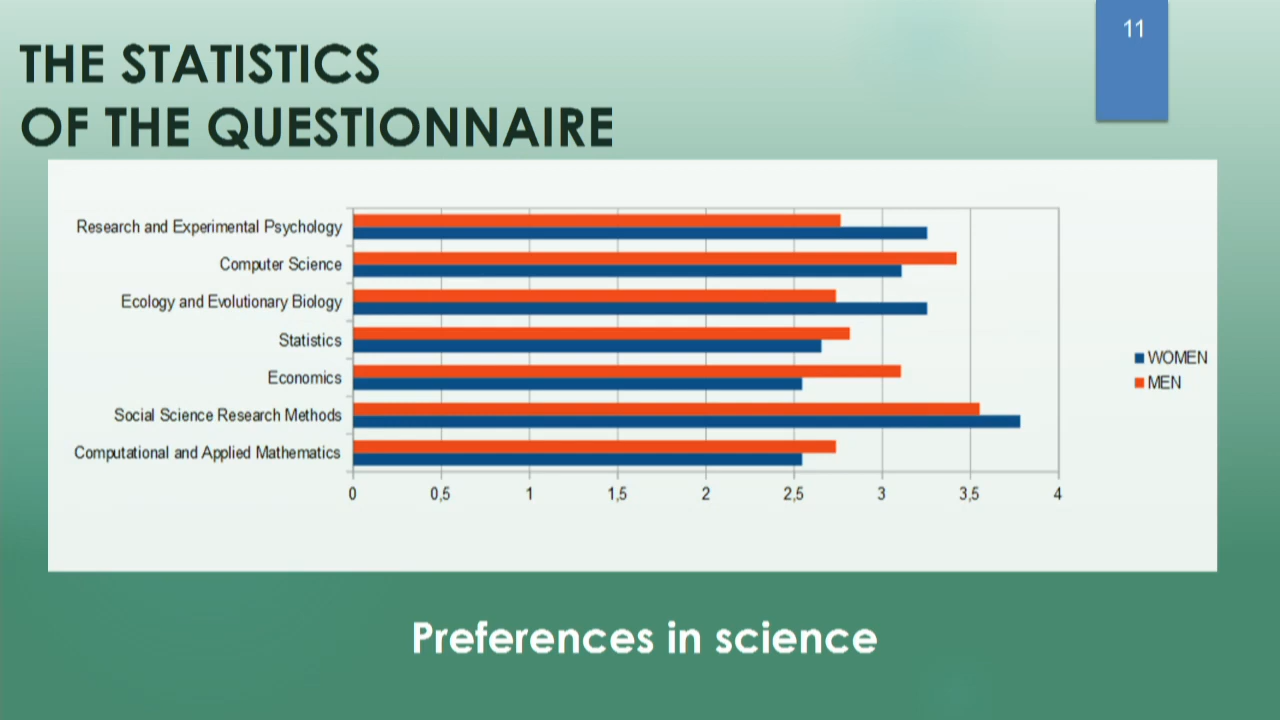 11
THE STATISTICS
OF THE QUESTIONNAIRE
Research and Experimental Psychology
Computer Science
Ecology and Evolutionary Biology
Statistics
Economics
Social Science Research Methods
Computational and Applied Mathematics
0 0,5 1 1,5 2 2,5 3 3,5 4
WOMEN
MEN
Preferences in science